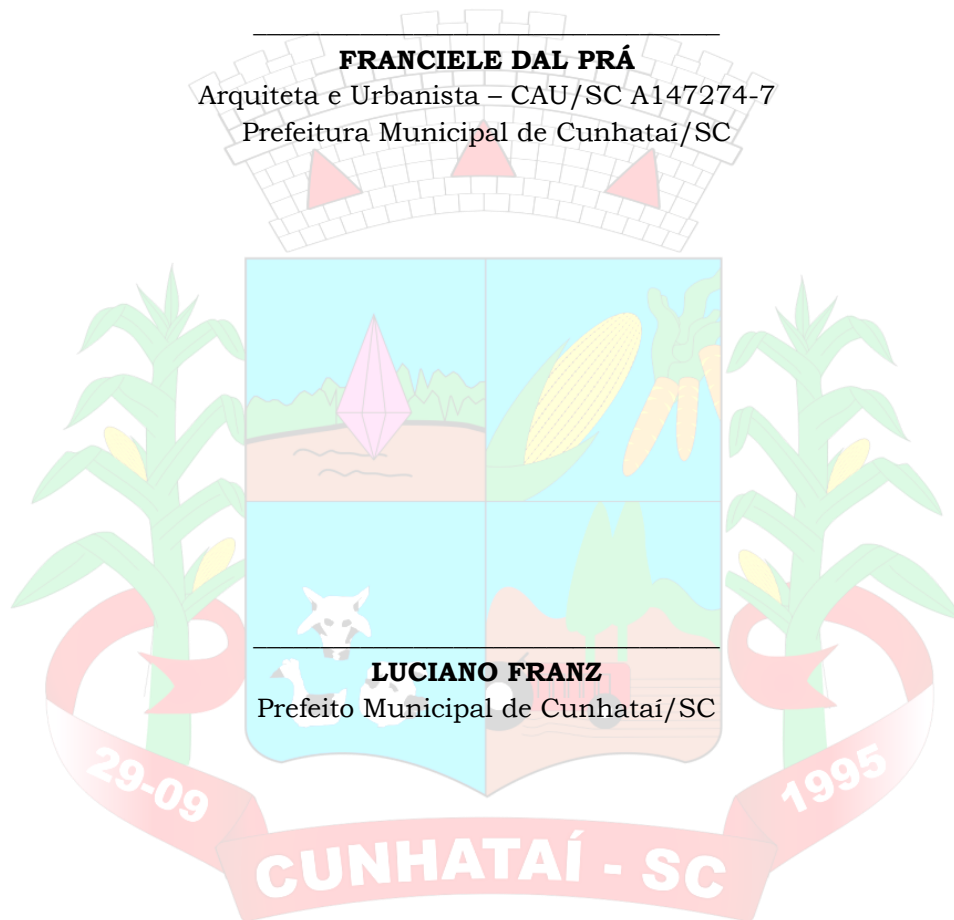 FRANCIELE DAL PRÁ
Arquiteta e Urbanista – CAU/SC A147274-7
Prefeitura Municipal de Cunhataí/SC
LUCIANO FRANZ
Prefeito Municipal de Cunhataí/SC
29-09
1995
CUNHATAÍ - SC